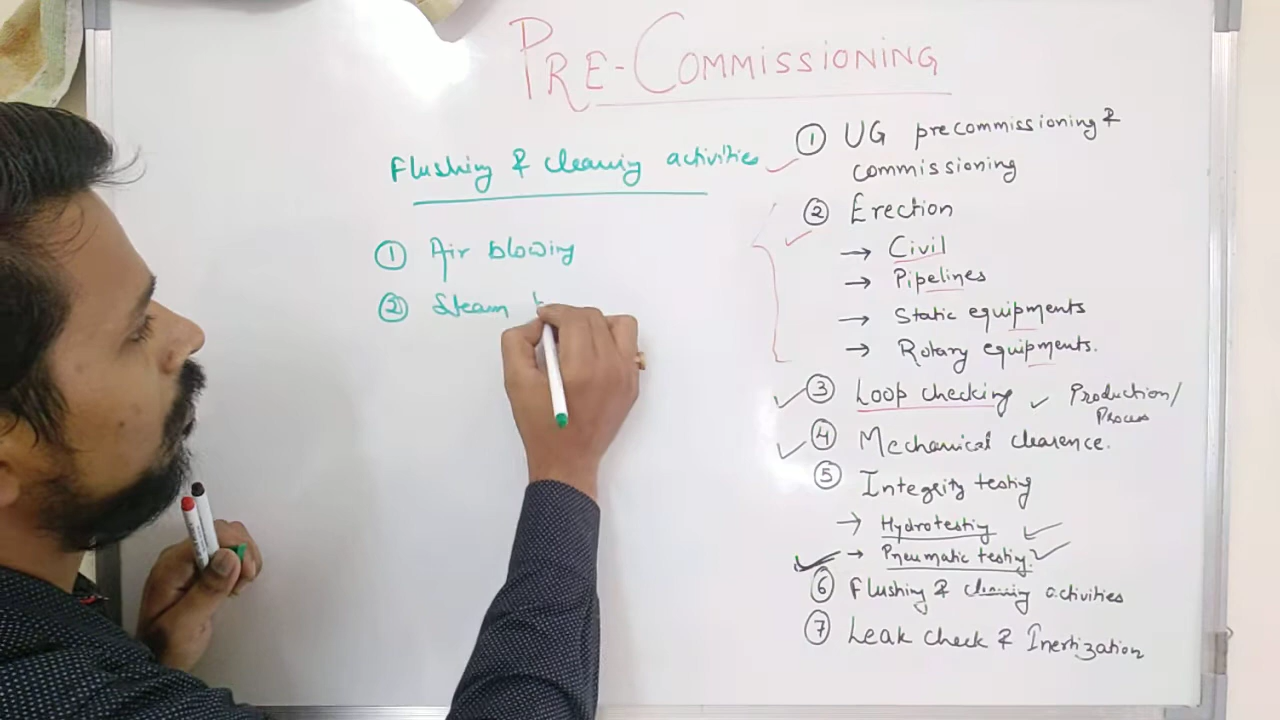 PRE-COMMISSIONING
Flushing & cleaning activities
① Air blowing
② Steam b
① UG precommissioning &
commissioning
② Erection
→ Civil
→ Pipelines
→ Static equipments
→ Rotary equipments.
③ Loop checking ✓ Production/
Process
④ Mechanical clearence.
⑤ Integrity testing
→ Hydrotesting ✓
→ Pneumatic testing. ✓
⑥ Flushing & cleaning activities
⑦ Leak check & Inertization